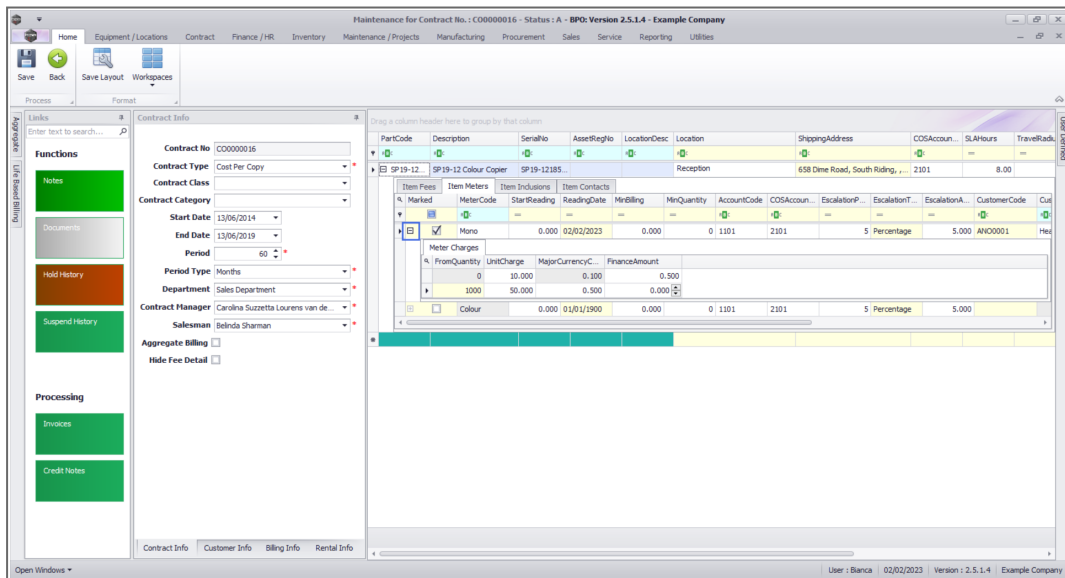 Maintenance for Contract No. : CO0000016 - Status : A - BPO: Version 2.5.1.4 - Example Company
Home Equipment / Locations Contract Finance / HR Inventory Maintenance / Projects Manufacturing Procurement Sales Service Reporting Utilities
Save Back Save Layout Workspaces
Process Format
Aggregate
Life Based Billing
Links
Enter text to search...
Functions
Notes
Documents
Hold History
Suspend History
Processing
Invoices
Credit Notes
Contract Info
Contract No CO0000016
Contract Type Cost Per Copy *
Contract Class
Contract Category
Start Date 13/06/2014
End Date 13/06/2019
Period 60 *
Period Type Months *
Department Sales Department *
Contract Manager Carolina Suzzetta Lourens van de... *
Salesman Belinda Sharman *
Aggregate Billing
Hide Fee Detail
Contract Info Customer Info Billing Info Rental Info
Drag a column header here to group by that column
PartCode Description SerialNo AssetRegNo LocationDesc Location ShippingAddress COSAccoun... SLAHours TravelRadiu
SP19-12... SP19-12 Colour Copier SP19-12185... Reception 658 Dime Road, South Riding, , ... 2101 8.00
Item Fees Item Meters Item Inclusions Item Contacts
Marked MeterCode StartReading ReadingDate MinBilling MinQuantity AccountCode COSAccoun... EscalationP... EscalationT... EscalationA... CustomerCode Cus
Mono 0.000 02/02/2023 0.000 0 1101 2101 5 Percentage 5.000 ANO0001 Hea
Meter Charges
FromQuantity UnitCharge MajorCurrencyC... FinanceAmount
0 10.000 0.100 0.500
1000 50.000 0.500 0.000
Colour 0.000 01/01/1900 0.000 0 1101 2101 5 Percentage 5.000
User Defined
Open Windows
User : Bianca 02/02/2023 Version : 2.5.1.4 Example Company